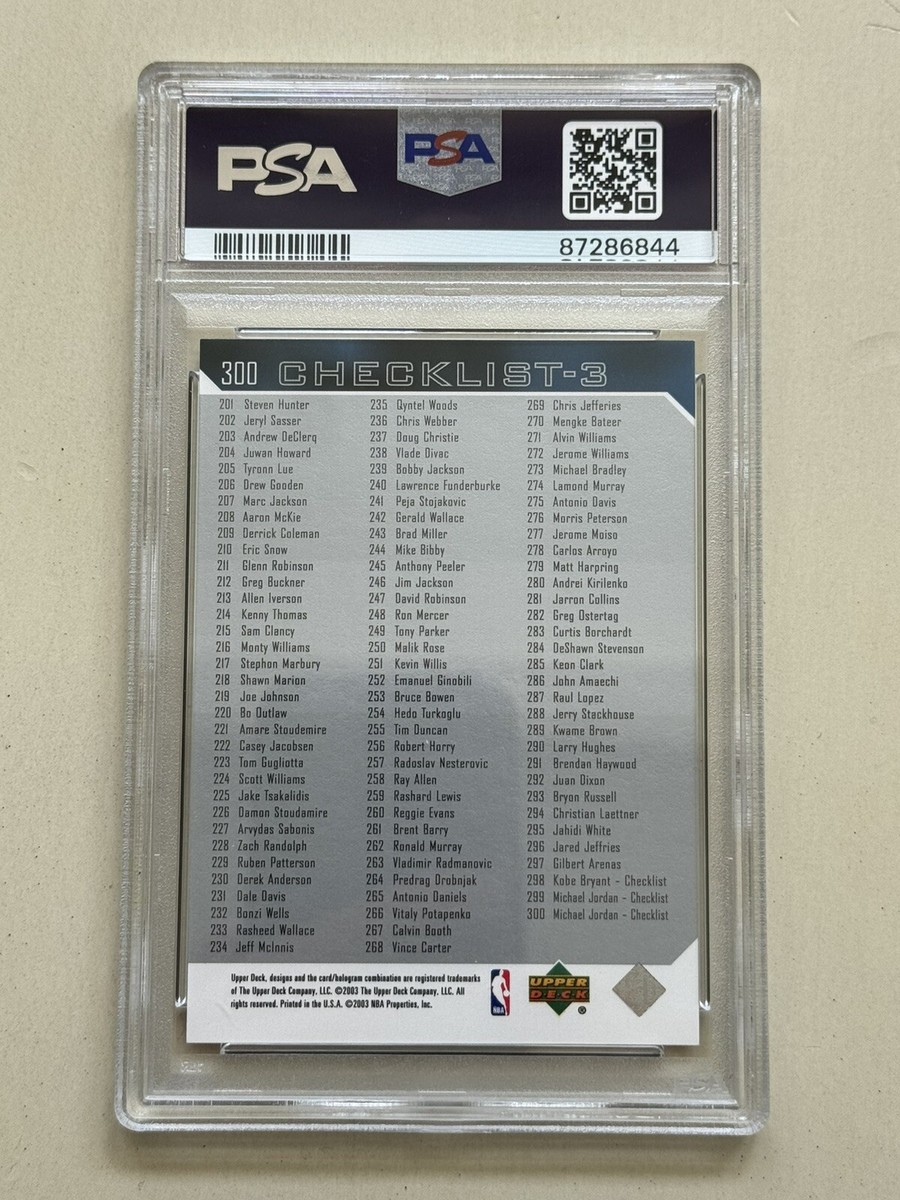 PSA
PSA
87286844
300 CHECKLIST-3
201 Steven Hunter
202 Jeryl Sasser
203 Andrew DeClerq
204 Juwan Howard
205 Tyronn Lue
206 Drew Gooden
207 Marc Jackson
208 Aaron McKie
209 Derrick Coleman
210 Eric Snow
211 Glenn Robinson
212 Greg Buckner
213 Allen Iverson
214 Kenny Thomas
215 Sam Clancy
216 Monty Williams
217 Stephon Marbury
218 Shawn Marion
219 Joe Johnson
220 Bo Outlaw
221 Amare Stoudemire
222 Casey Jacobsen
223 Tom Gugliotta
224 Scott Williams
225 Jake Tsakalidis
226 Damon Stoudamire
227 Arvydas Sabonis
228 Zach Randolph
229 Ruben Patterson
230 Derek Anderson
231 Dale Davis
232 Bonzi Wells
233 Rasheed Wallace
234 Jeff McInnis
235 Qyntel Woods
236 Chris Webber
237 Doug Christie
238 Vlade Divac
239 Bobby Jackson
240 Lawrence Funderburke
241 Peja Stojakovic
242 Gerald Wallace
243 Brad Miller
244 Mike Bibby
245 Anthony Peeler
246 Jim Jackson
247 David Robinson
248 Ron Mercer
249 Tony Parker
250 Malik Rose
251 Kevin Willis
252 Emanuel Ginobili
253 Bruce Bowen
254 Hedo Turkoglu
255 Tim Duncan
256 Robert Horry
257 Radoslav Nesterovic
258 Ray Allen
259 Rashard Lewis
260 Reggie Evans
261 Brent Barry
262 Ronald Murray
263 Vladimir Radmanovic
264 Predrag Drobnjak
265 Antonio Daniels
266 Vitaly Potapenko
267 Calvin Booth
268 Vince Carter
269 Chris Jefferies
270 Mengke Bateer
271 Alvin Williams
272 Jerome Williams
273 Michael Bradley
274 Lamond Murray
275 Antonio Davis
276 Morris Peterson
277 Jerome Moiso
278 Carlos Arroyo
279 Matt Harpring
280 Andrei Kirilenko
281 Jarron Collins
282 Greg Ostertag
283 Curtis Borchardt
284 DeShawn Stevenson
285 Keon Clark
286 John Amaechi
287 Raul Lopez
288 Jerry Stackhouse
289 Kwame Brown
290 Larry Hughes
291 Brendan Haywood
292 Juan Dixon
293 Bryon Russell
294 Christian Laettner
295 Jahidi White
296 Jared Jeffries
297 Gilbert Arenas
298 Kobe Bryant - Checklist
299 Michael Jordan - Checklist
300 Michael Jordan - Checklist
Upper Deck, designs and the card/hologram combination are registered trademarks
of The Upper Deck Company, LLC. ©2003 The Upper Deck Company, LLC. All
rights reserved. Printed in the U.S.A. ©2003 NBA Properties, Inc.
NBA
UPPER
DECK
®